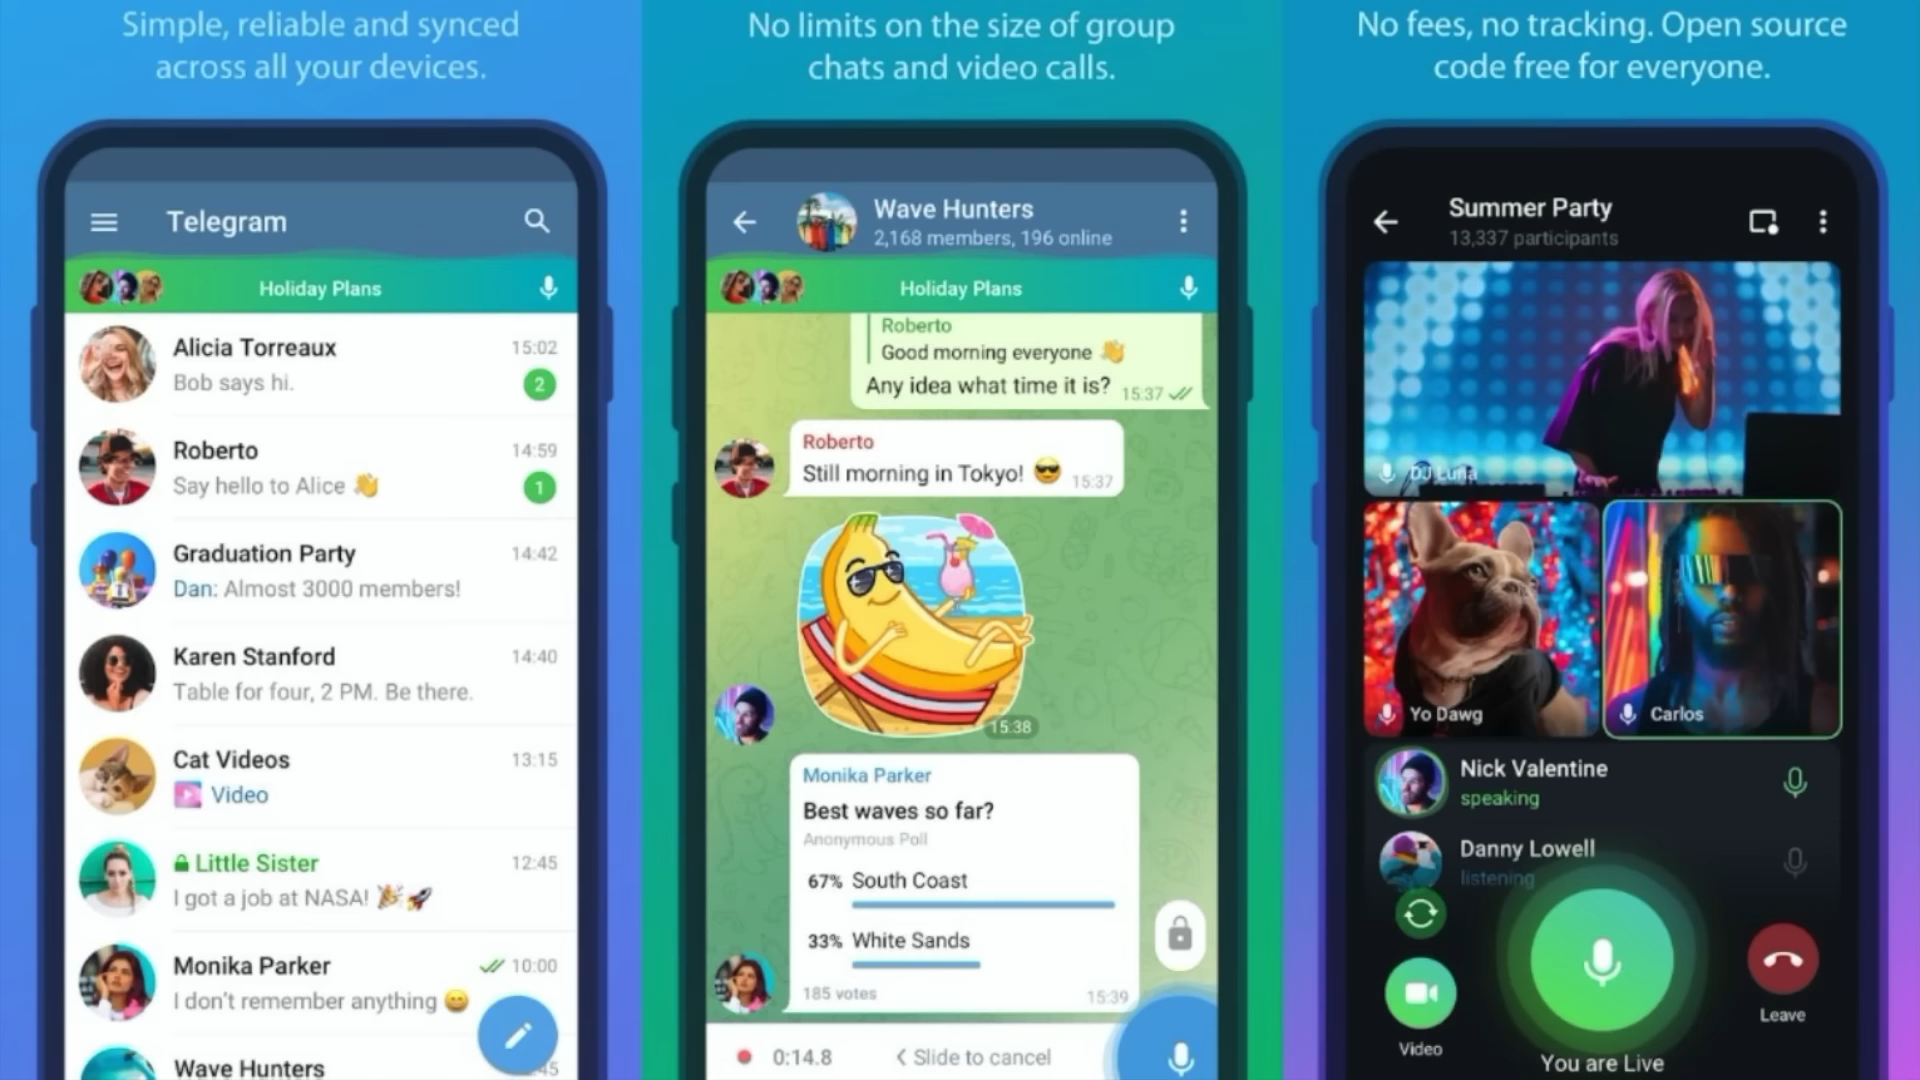 Simple, reliable and synced
across all your devices.
Telegram
Holiday Plans
Alicia Torreaux
15:02
Bob says hi.
2
Roberto
14:59
Say hello to Alice 👋
1
Graduation Party
14:42
Dan: Almost 3000 members!
Karen Stanford
14:40
Table for four, 2 PM. Be there.
Cat Videos
13:15
Video
Little Sister
12:45
I got a job at NASA! 🎉🚀
Monika Parker
10:00
I don't remember anything 😄
Wave Hunters
45
No limits on the size of group
chats and video calls.
Wave Hunters
2,168 members, 196 online
Holiday Plans
Roberto
Good morning everyone 👋
Any idea what time it is? 15:37
Roberto
Still morning in Tokyo! 😎 15:37
15:38
Monika Parker
Best waves so far?
Anonymous Poll
67% South Coast
33% White Sands
185 votes
15:39
0:14.8
Slide to cancel
No fees, no tracking. Open source
code free for everyone.
Summer Party
13,337 participants
DJ Luna
Yo Dawg
Carlos
Nick Valentine
speaking
Danny Lowell
listening
Leave
Video
You are Live